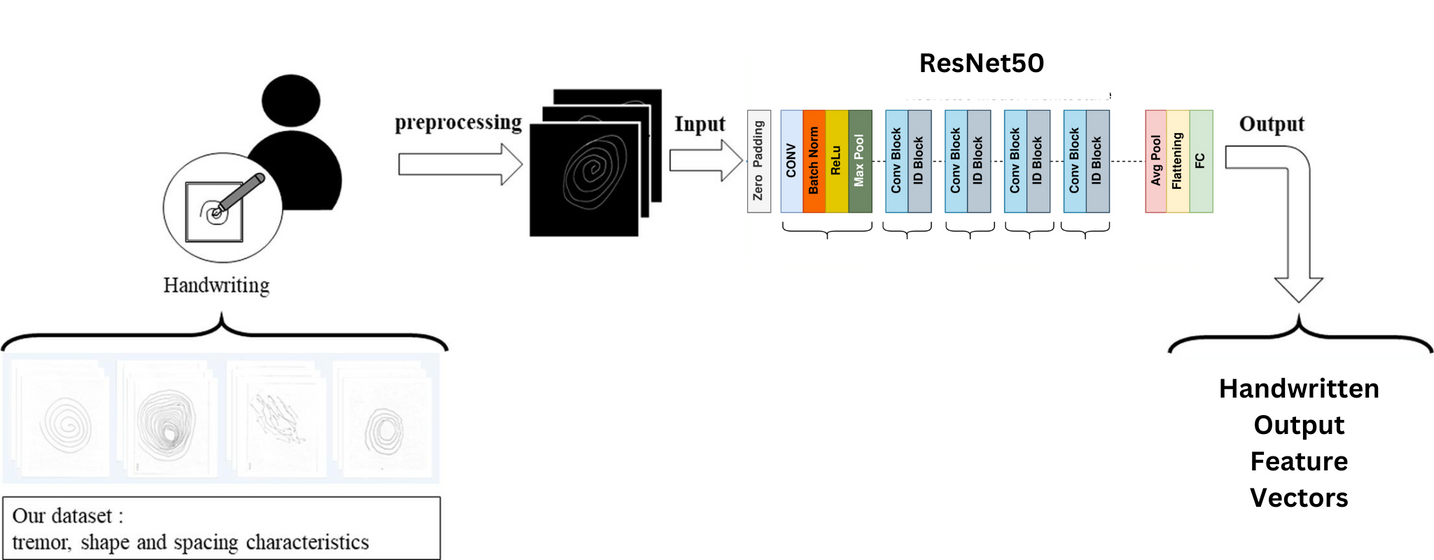 ResNet50
preprocessing
Input
Zero Padding
CONV
Batch Norm
ReLu
Max Pool
Conv Block
ID Block
Conv Block
ID Block
Conv Block
ID Block
Conv Block
ID Block
Avg Pool
Flattening
FC
Output
Handwriting
Handwritten
Output
Feature
Vectors
Our dataset :
tremor, shape and spacing characteristics